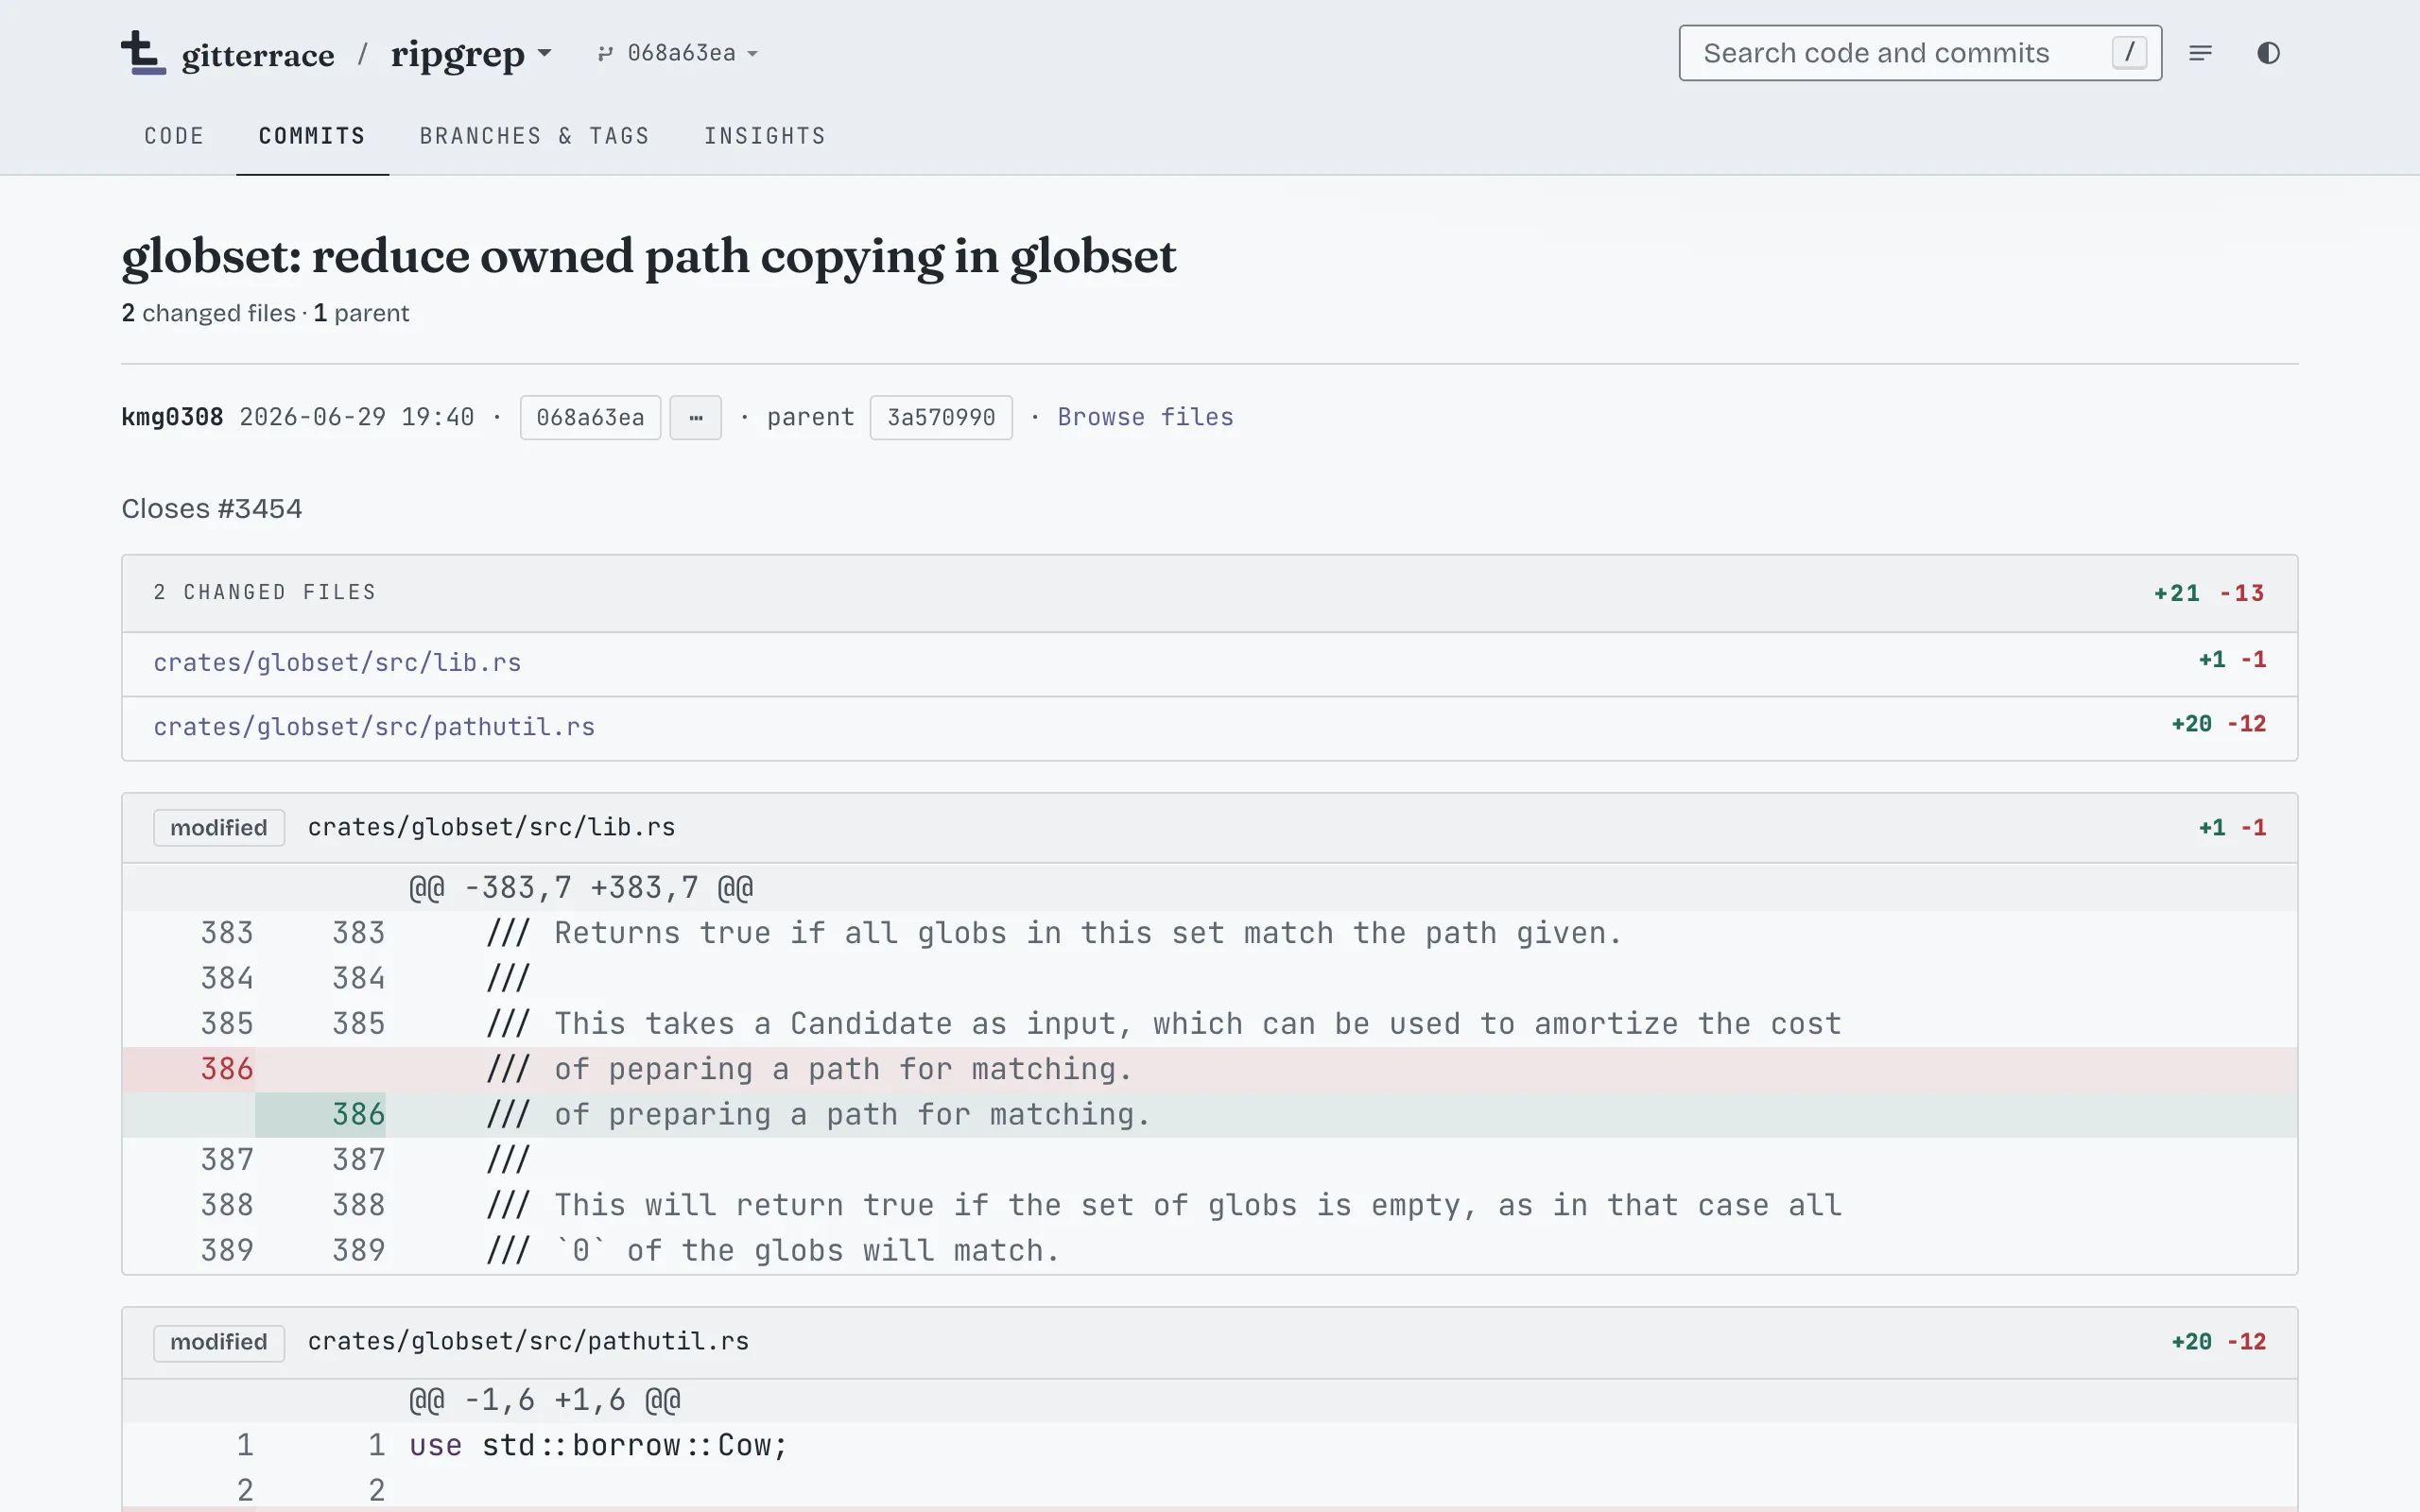 gitterrace / ripgrep 068a63ea
Search code and commits /
CODE COMMITS BRANCHES & TAGS INSIGHTS
globset: reduce owned path copying in globset
2 changed files · 1 parent
kmg0308 2026-06-29 19:40 · 068a63ea … · parent 3a570990 · Browse files
Closes #3454
2 CHANGED FILES +21 -13
crates/globset/src/lib.rs +1 -1
crates/globset/src/pathutil.rs +20 -12
modified crates/globset/src/lib.rs +1 -1
@@ -383,7 +383,7 @@
383 383 /// Returns true if all globs in this set match the path given.
384 384 ///
385 385 /// This takes a Candidate as input, which can be used to amortize the cost
386 /// of peparing a path for matching.
386 /// of preparing a path for matching.
387 387 ///
388 388 /// This will return true if the set of globs is empty, as in that case all
389 389 /// `0` of the globs will match.
modified crates/globset/src/pathutil.rs +20 -12
@@ -1,6 +1,6 @@
1 1 use std::borrow::Cow;
2 2